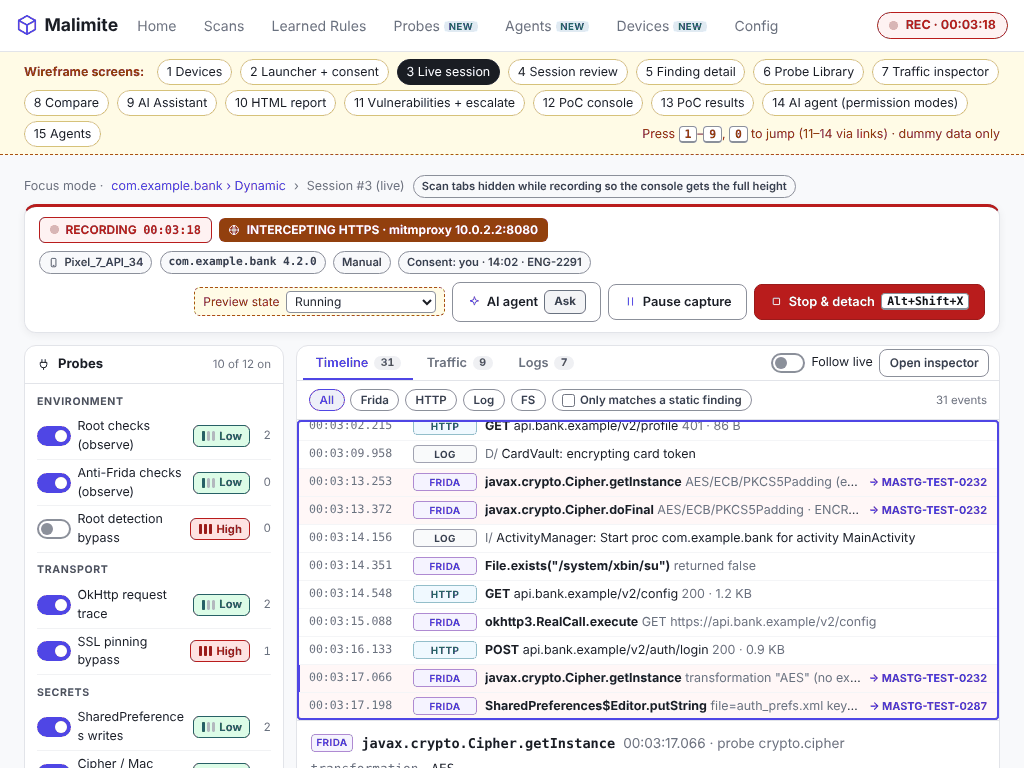 Malimite Home Scans Learned Rules Probes NEW Agents NEW Devices NEW Config REC · 00:03:18
Wireframe screens: 1 Devices 2 Launcher + consent 3 Live session 4 Session review 5 Finding detail 6 Probe Library 7 Traffic inspector
8 Compare 9 AI Assistant 10 HTML report 11 Vulnerabilities + escalate 12 PoC console 13 PoC results 14 AI agent (permission modes)
15 Agents Press 1–9, 0 to jump (11–14 via links) · dummy data only
Focus mode · com.example.bank › Dynamic › Session #3 (live) Scan tabs hidden while recording so the console gets the full height
RECORDING 00:03:18 INTERCEPTING HTTPS · mitmproxy 10.0.2.2:8080
Pixel_7_API_34 com.example.bank 4.2.0 Manual Consent: you · 14:02 · ENG-2291
Preview state Running AI agent Ask Pause capture Stop & detach Alt+Shift+X
Probes 10 of 12 on
ENVIRONMENT
Root checks (observe) Low 2
Anti-Frida checks (observe) Low 0
Root detection bypass High 0
TRANSPORT
OkHttp request trace Low 2
SSL pinning bypass High 1
SECRETS
SharedPreference
s writes Low 2
Cipher / Mac
Timeline 31 Traffic 9 Logs 7 Follow live Open inspector
All Frida HTTP Log FS Only matches a static finding 31 events
00:03:02.215 HTTP GET api.bank.example/v2/profile 401 · 86 B
00:03:09.958 LOG D/ CardVault: encrypting card token
00:03:13.253 FRIDA javax.crypto.Cipher.getInstance AES/ECB/PKCS5Padding (e... → MASTG-TEST-0232
00:03:13.372 FRIDA javax.crypto.Cipher.doFinal AES/ECB/PKCS5Padding · ENCR... → MASTG-TEST-0232
00:03:14.156 LOG I/ ActivityManager: Start proc com.example.bank for activity MainActivity
00:03:14.351 FRIDA File.exists("/system/xbin/su") returned false
00:03:14.548 HTTP GET api.bank.example/v2/config 200 · 1.2 KB
00:03:15.088 FRIDA okhttp3.RealCall.execute GET https://api.bank.example/v2/config
00:03:16.133 HTTP POST api.bank.example/v2/auth/login 200 · 0.9 KB
00:03:17.066 FRIDA javax.crypto.Cipher.getInstance transformation "AES" (no ex... → MASTG-TEST-0232
00:03:17.198 FRIDA SharedPreferences$Editor.putString file=auth_prefs.xml key... → MASTG-TEST-0287
FRIDA javax.crypto.Cipher.getInstance 00:03:17.066 · probe crypto.cipher
transformation AES